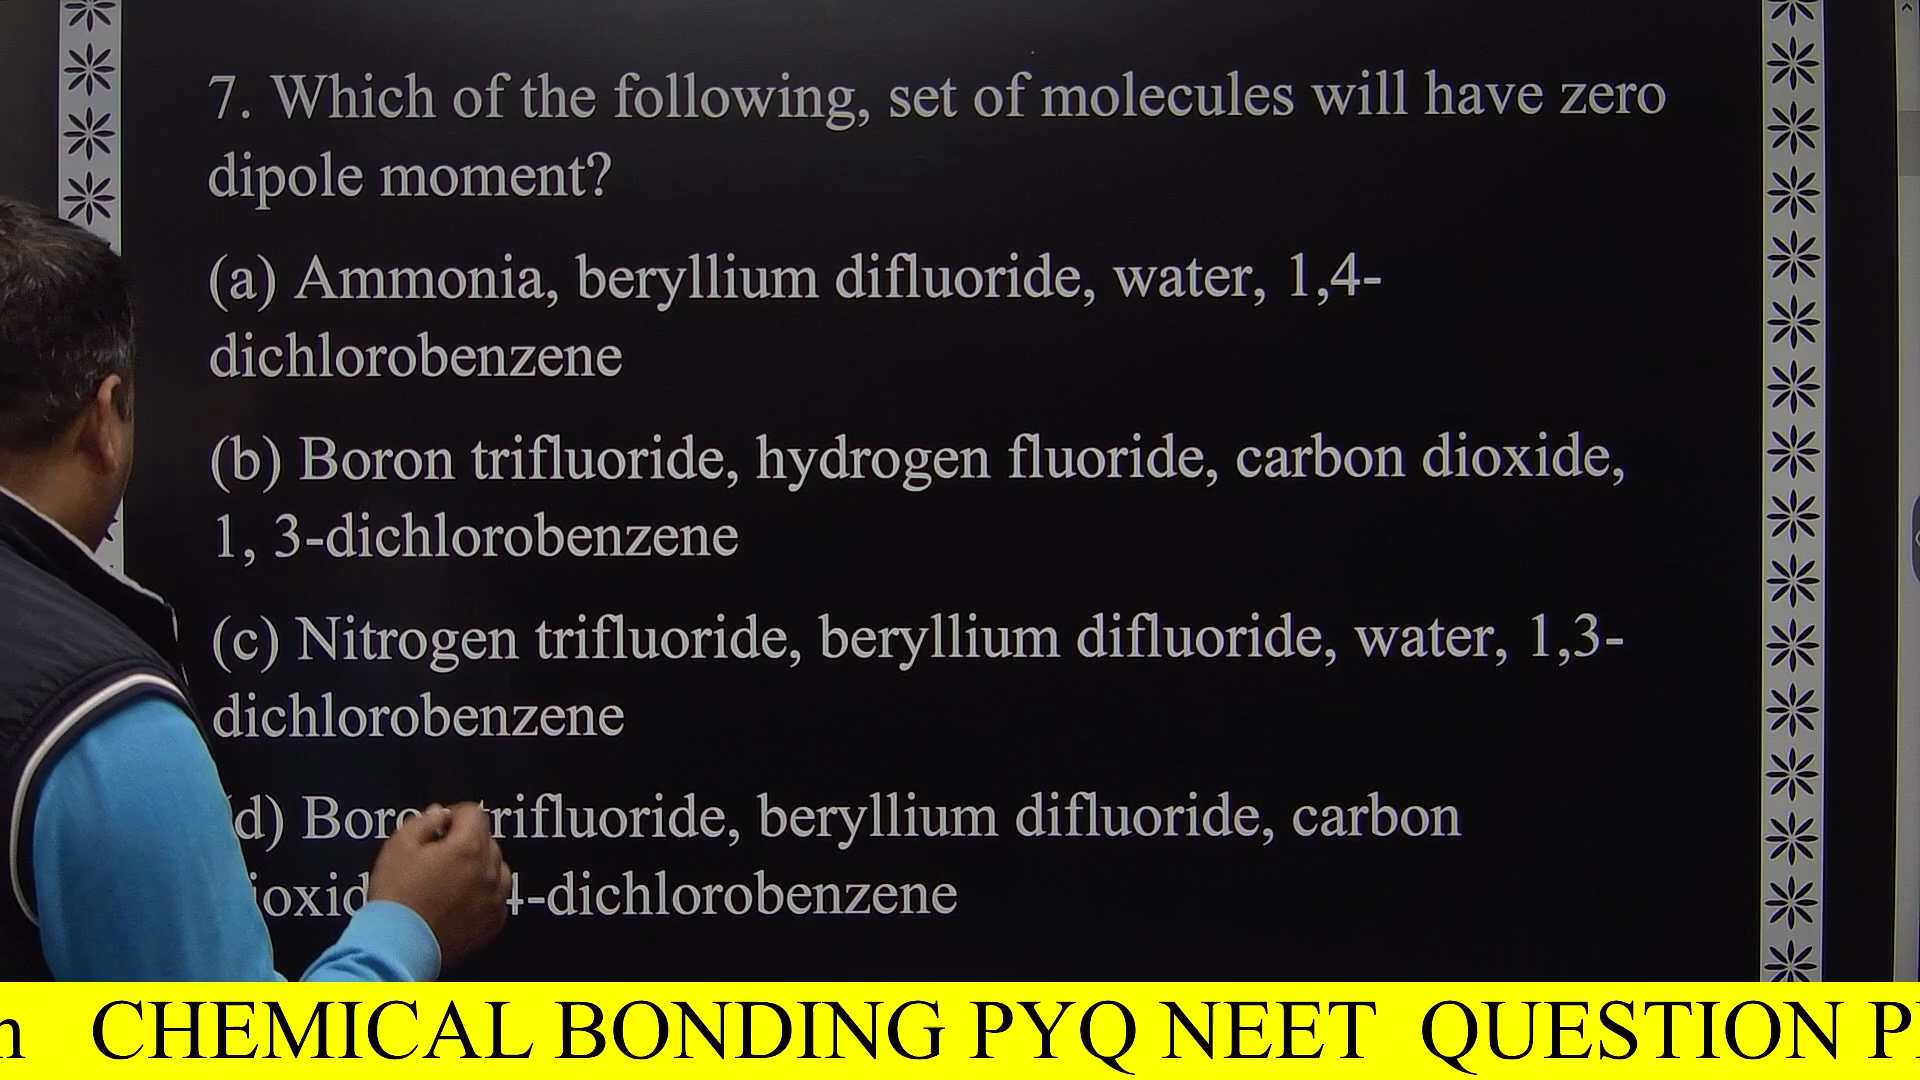 7. Which of the following, set of molecules will have zero
dipole moment?
(a) Ammonia, beryllium difluoride, water, 1,4-
dichlorobenzene
(b) Boron trifluoride, hydrogen fluoride, carbon dioxide,
1, 3-dichlorobenzene
(c) Nitrogen trifluoride, beryllium difluoride, water, 1,3-
dichlorobenzene
d) Boron trifluoride, beryllium difluoride, carbon
4-dichlorobenzene
CHEMICAL BONDING PYQ NEET QUESTION